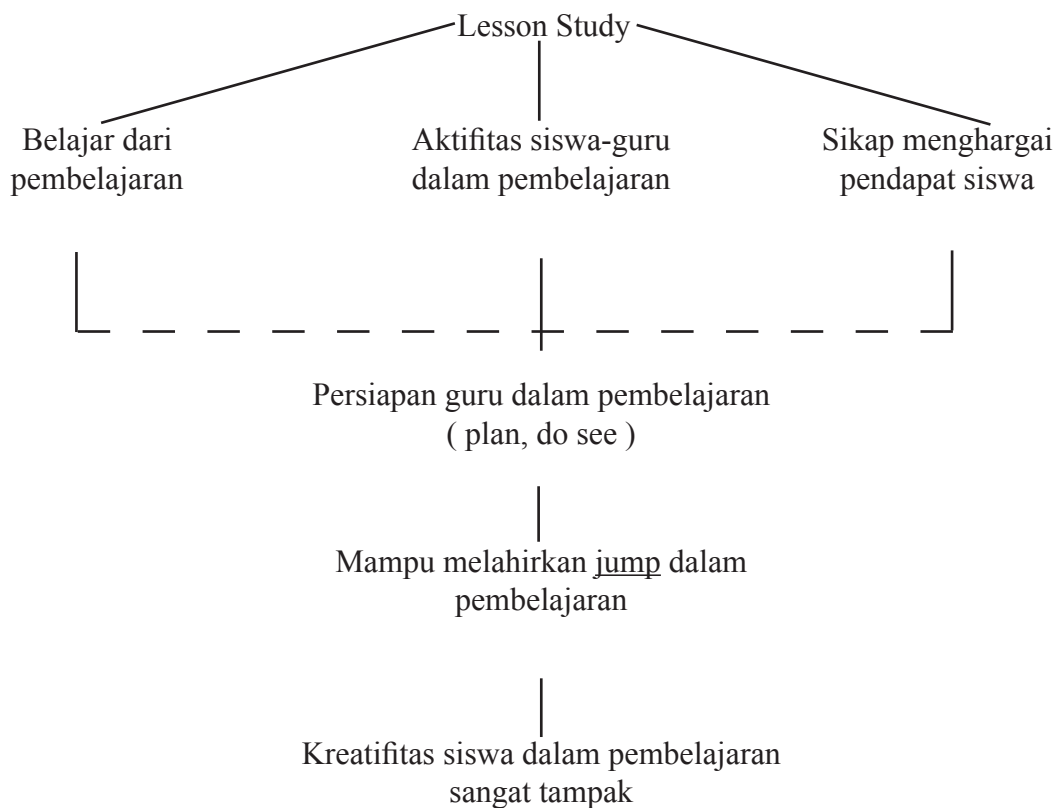 Lesson Study
Belajar dari
pembelajaran
Aktifitas siswa-guru
dalam pembelajaran
Sikap menghargai
pendapat siswa
Persiapan guru dalam pembelajaran
( plan, do see )
Mampu melahirkan jump dalam
pembelajaran
Kreatifitas siswa dalam pembelajaran
sangat tampak